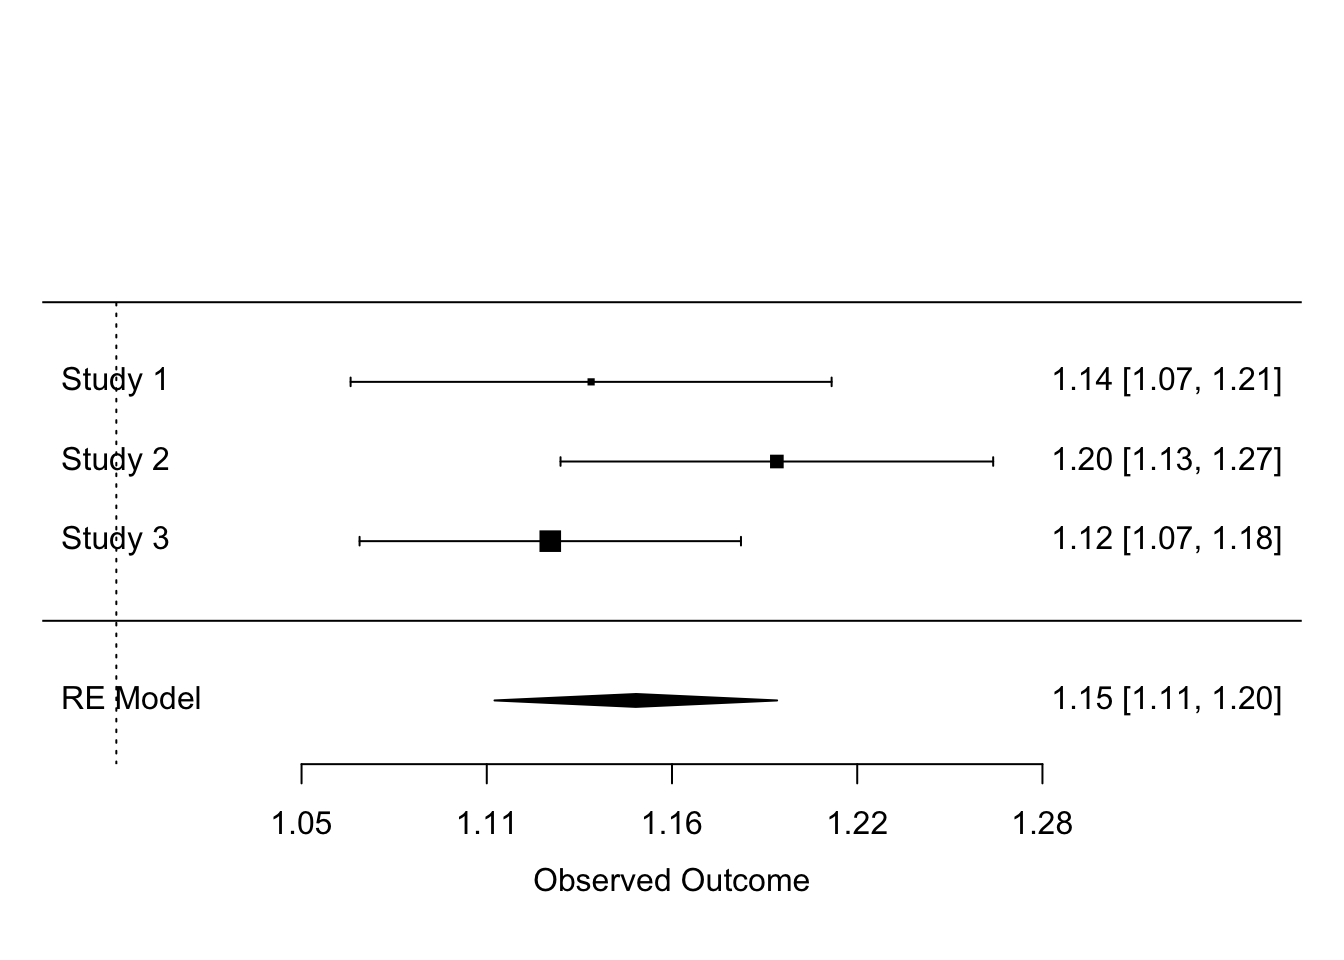 Study 1 1.14 [1.07, 1.21]
Study 2 1.20 [1.13, 1.27]
Study 3 1.12 [1.07, 1.18]
RE Model 1.15 [1.11, 1.20]
1.05 1.11 1.16 1.22 1.28
Observed Outcome